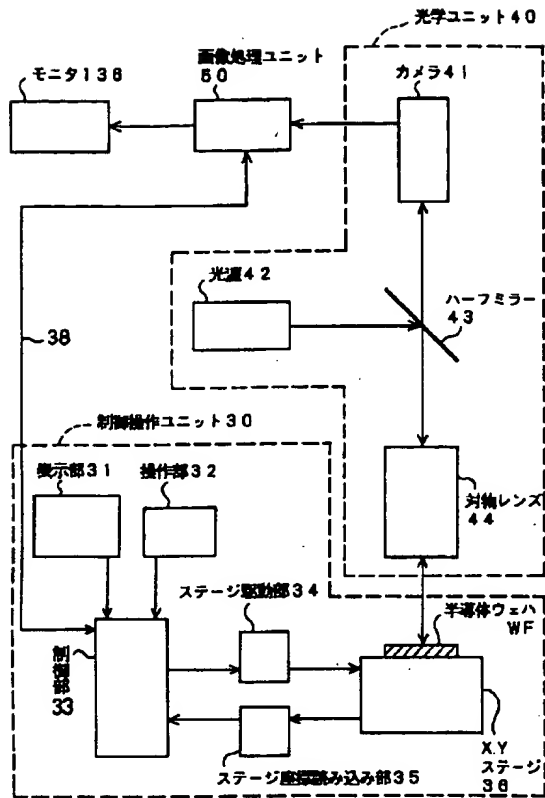 光学ユニット40
画像処理ユニット
50
モニタ136
カメラ41
光源42
ハーフミラー
43
38
制御操作ユニット30
表示部31
操作部32
対物レンズ
44
ステージ駆動部34
半導体ウェハ
WF
制御部
33
ステージ座標読み込み部35
X.Y
ステージ
36